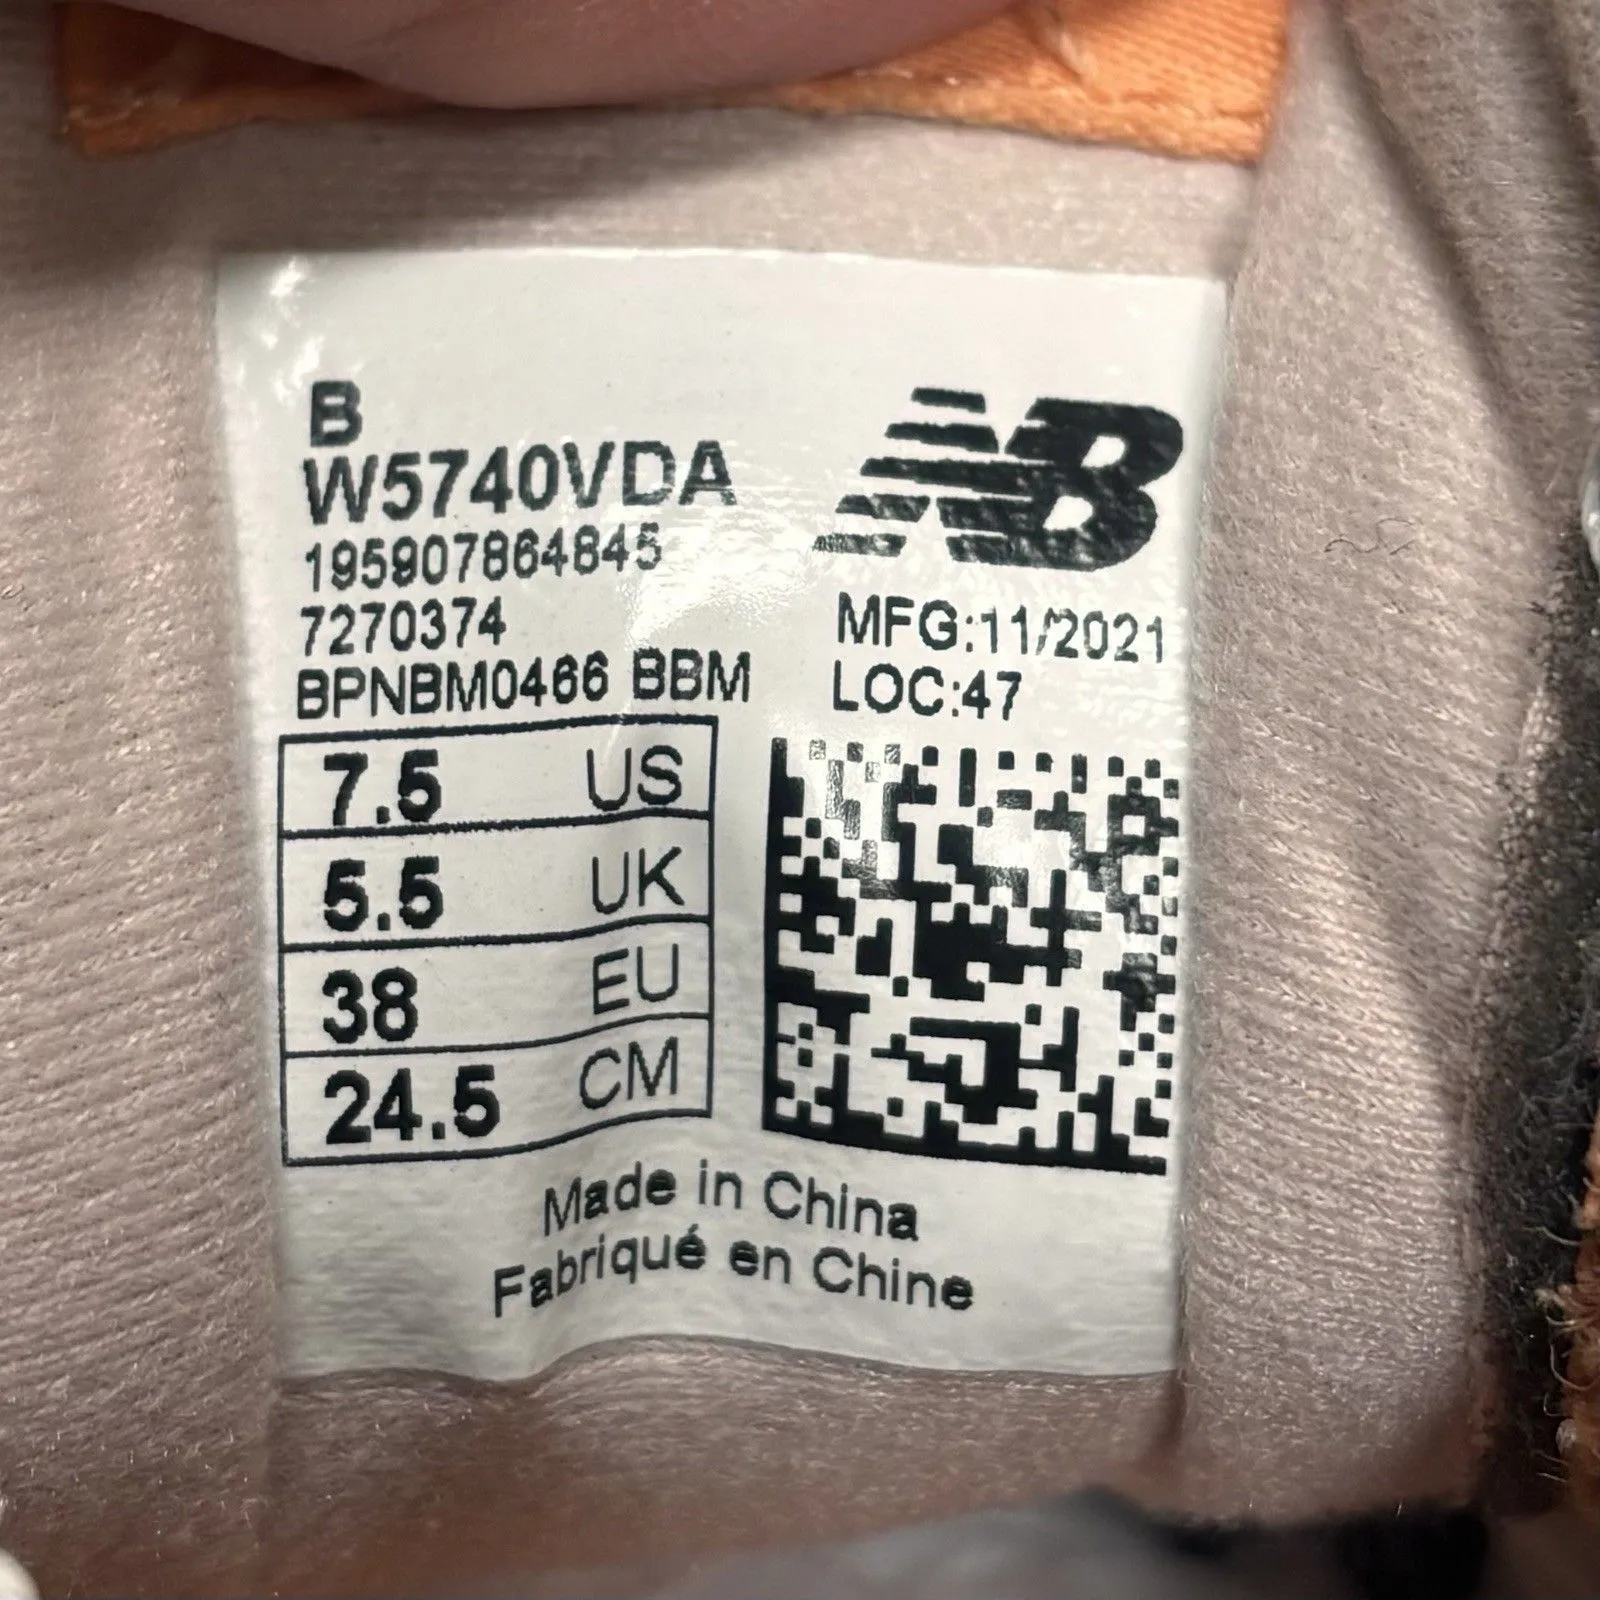 B
W5740VDA
195907864845
7270374
BPNBM0466 BBM
NB
MFG:11/2021
LOC:47
7.5 US
5.5 UK
38 EU
24.5 CM
Made in China
Fabriqué en Chine